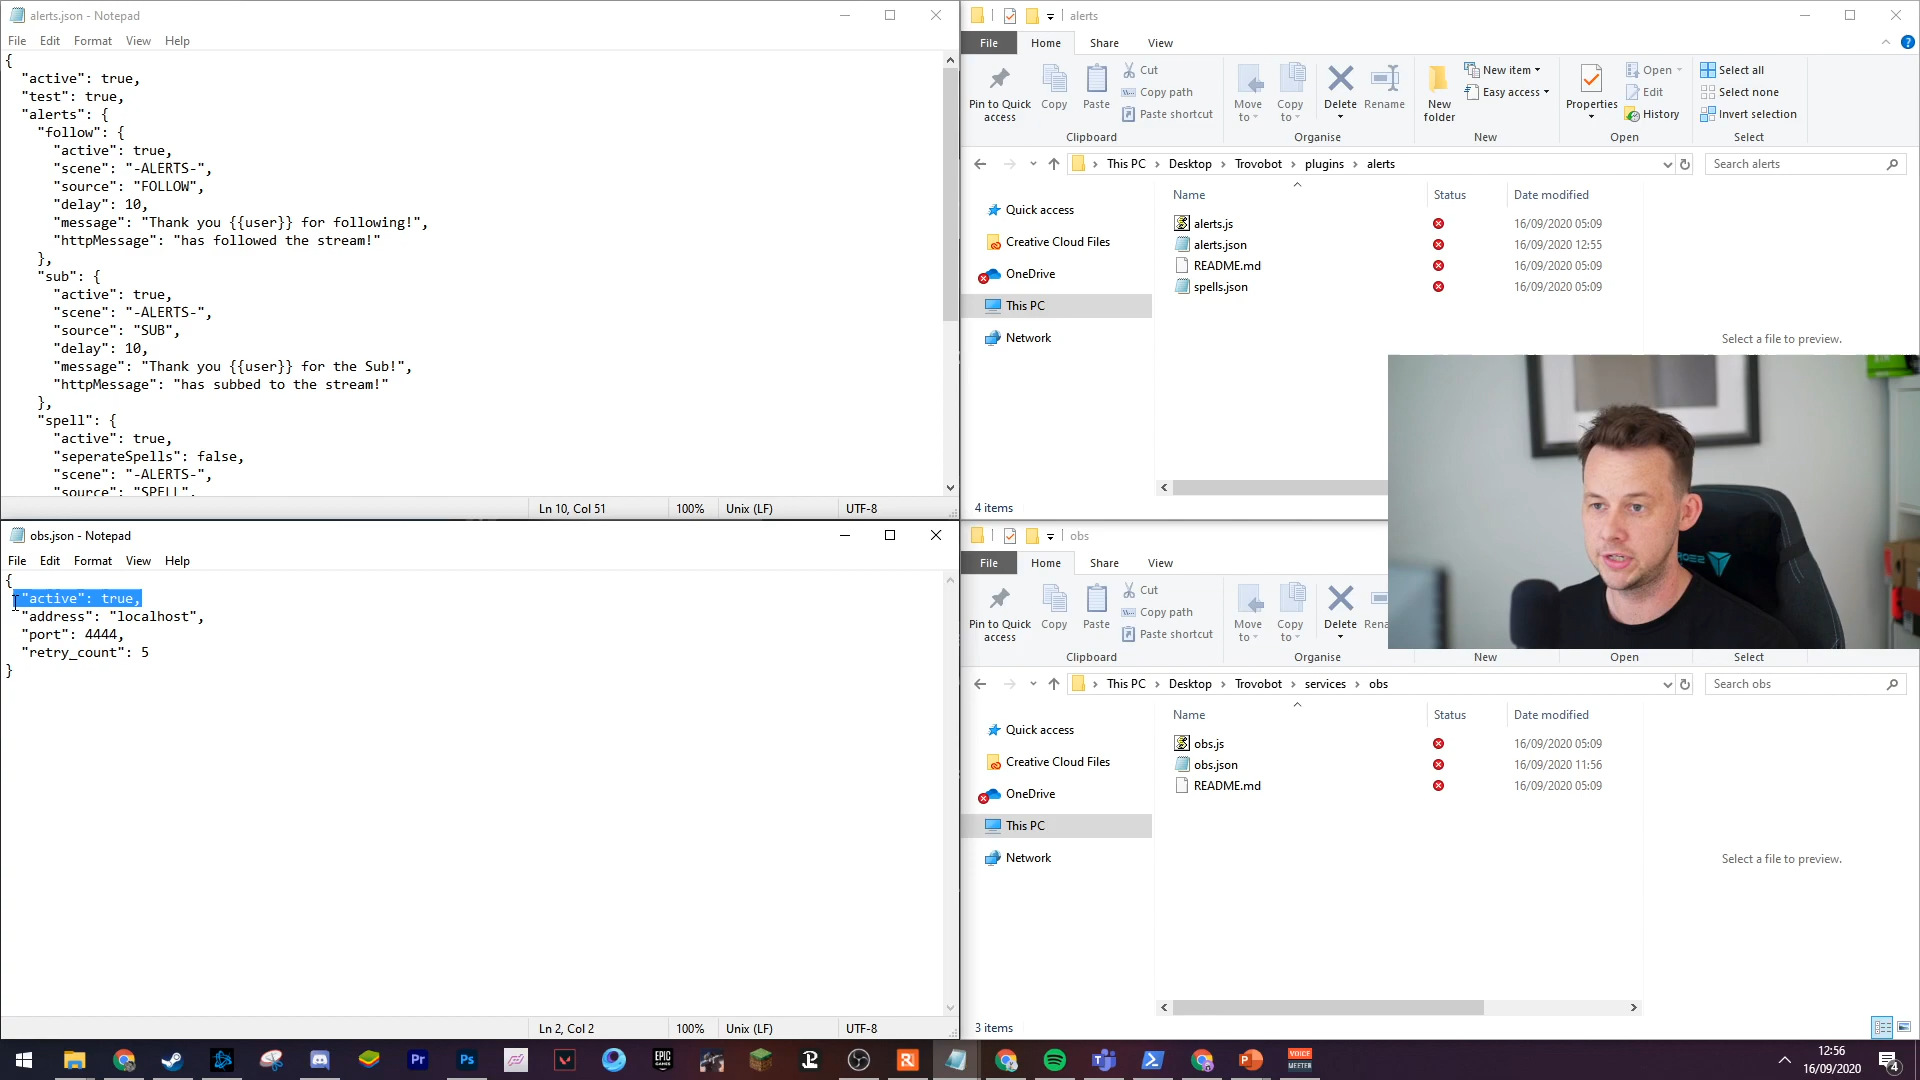 alerts.json - Notepad
File Edit Format View Help
{
"active": true,
"test": true,
"alerts": {
"follow": {
"active": true,
"scene": "-ALERTS-",
"source": "FOLLOW",
"delay": 10,
"message": "Thank you {{user}} for following!",
"httpMessage": "has followed the stream!"
},
"sub": {
"active": true,
"scene": "-ALERTS-",
"source": "SUB",
"delay": 10,
"message": "Thank you {{user}} for the Sub!",
"httpMessage": "has subbed to the stream!"
},
"spell": {
"active": true,
"seperateSpells": false,
"scene": "-ALERTS-",
"source": "SPELL",
Ln 10, Col 51 100% Unix (LF) UTF-8
alerts
File Home Share View
Pin to Quick access
Copy
Paste
Cut
Copy path
Paste shortcut
Clipboard
Move to
Copy to
Delete
Rename
Organise
New folder
New item
Easy access
New
Properties
Open
Edit
History
Open
Select all
Select none
Invert selection
Select
This PC > Desktop > Trovobot > plugins > alerts
Search alerts
Quick access
Creative Cloud Files
OneDrive
This PC
Network
Name Status Date modified
alerts.js 16/09/2020 05:09
alerts.json 16/09/2020 12:55
README.md 16/09/2020 05:09
spells.json 16/09/2020 05:09
Select a file to preview.
4 items
obs.json - Notepad
File Edit Format View Help
{
"active": true,
"address": "localhost",
"port": 4444,
"retry_count": 5
}
Ln 2, Col 2 100% Unix (LF) UTF-8
obs
File Home Share View
Pin to Quick access
Copy
Paste
Cut
Copy path
Paste shortcut
Clipboard
Move to
Copy to
Delete
Organise
New
Open
Select
This PC > Desktop > Trovobot > services > obs
Search obs
Quick access
Creative Cloud Files
OneDrive
This PC
Network
Name Status Date modified
obs.js 16/09/2020 05:09
obs.json 16/09/2020 11:56
README.md 16/09/2020 05:09
Select a file to preview.
3 items
Pr
Ps
EPIC GAMES
VOICE MEETER
12:56
16/09/2020
4